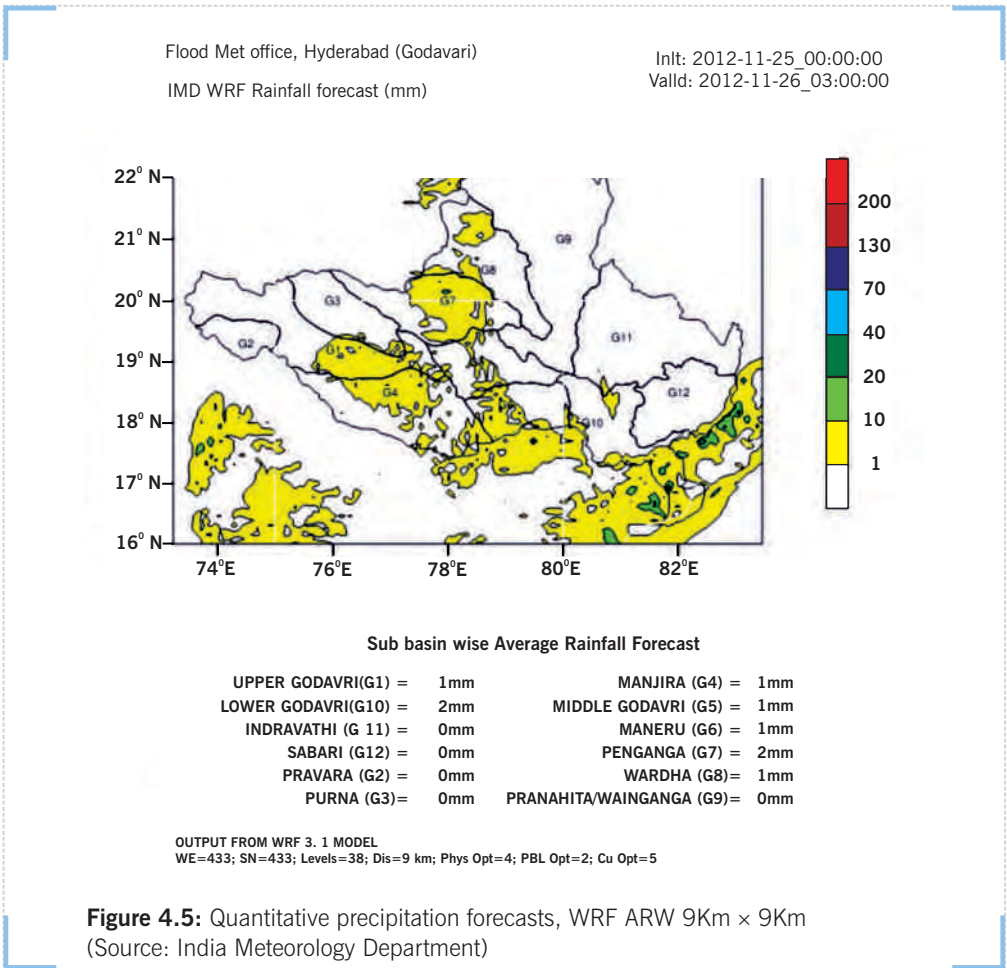 Flood Met office, Hyderabad (Godavari)
InIt: 2012-11-25_00:00:00
ValId: 2012-11-26_03:00:00
IMD WRF Rainfall forecast (mm)
22° N
21° N
20° N
19° N
18° N
17° N
16° N
74°E
76°E
78°E
80°E
82°E
G9
G8
G3
G7
G2
G1
G11
G4
G12
G10
200
130
70
40
20
10
1
Sub basin wise Average Rainfall Forecast
UPPER GODAVRI(G1) = 1mm MANJIRA (G4) = 1mm
LOWER GODAVRI(G10) = 2mm MIDDLE GODAVRI (G5) = 1mm
INDRAVATHI (G 11) = 0mm MANERU (G6) = 1mm
SABARI (G12) = 0mm PENGANGA (G7) = 2mm
PRAVARA (G2) = 0mm WARDHA (G8)= 1mm
PURNA (G3)= 0mm PRANAHITA/WAINGANGA (G9)= 0mm
OUTPUT FROM WRF 3. 1 MODEL
WE=433; SN=433; Levels=38; Dis=9 km; Phys Opt=4; PBL Opt=2; Cu Opt=5
Figure 4.5: Quantitative precipitation forecasts, WRF ARW 9Km × 9Km
(Source: India Meteorology Department)